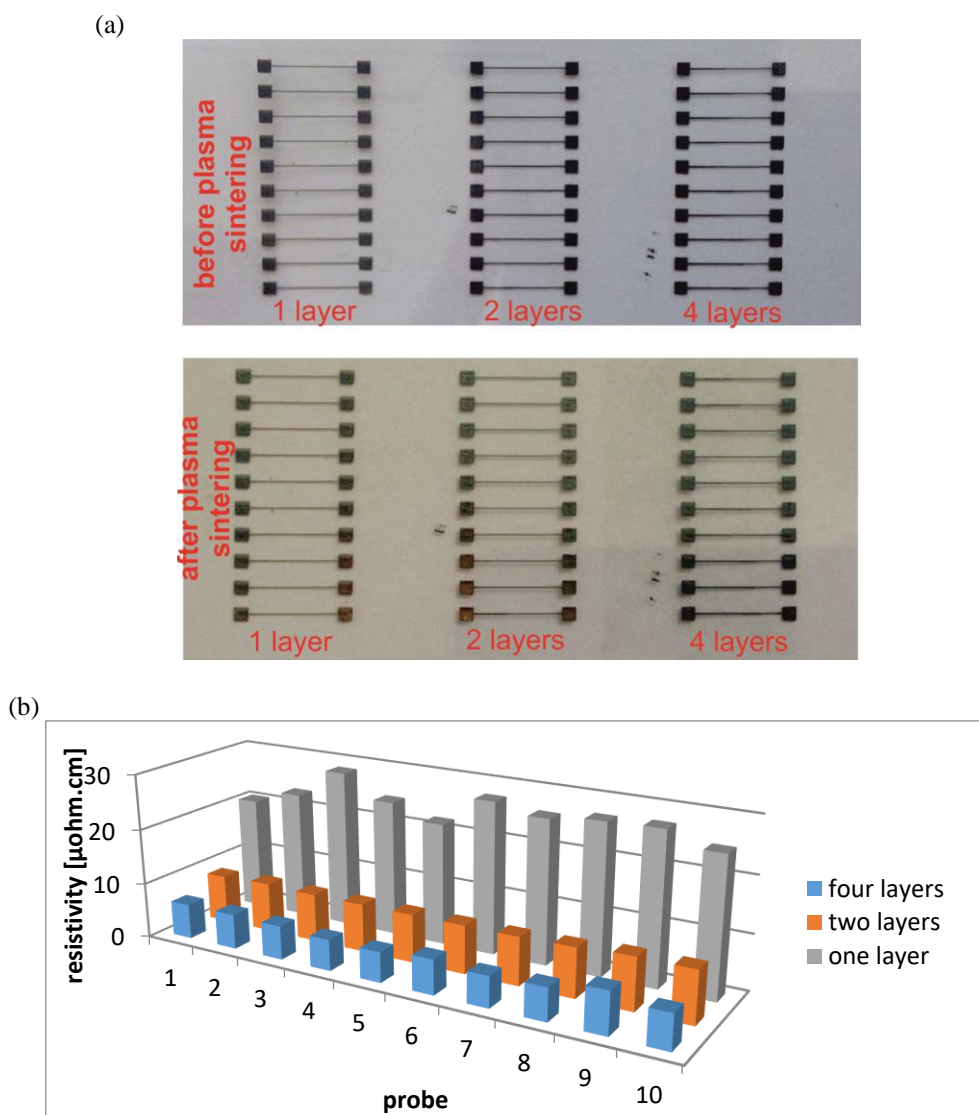 (a)
before plasma
sintering
1 layer
2 layers
4 layers
after plasma
sintering
1 layer
2 layers
4 layers
(b)
resistivity [µohm.cm]
30
20
10
0
1
2
3
4
5
6
7
8
9
10
probe
four layers
two layers
one layer